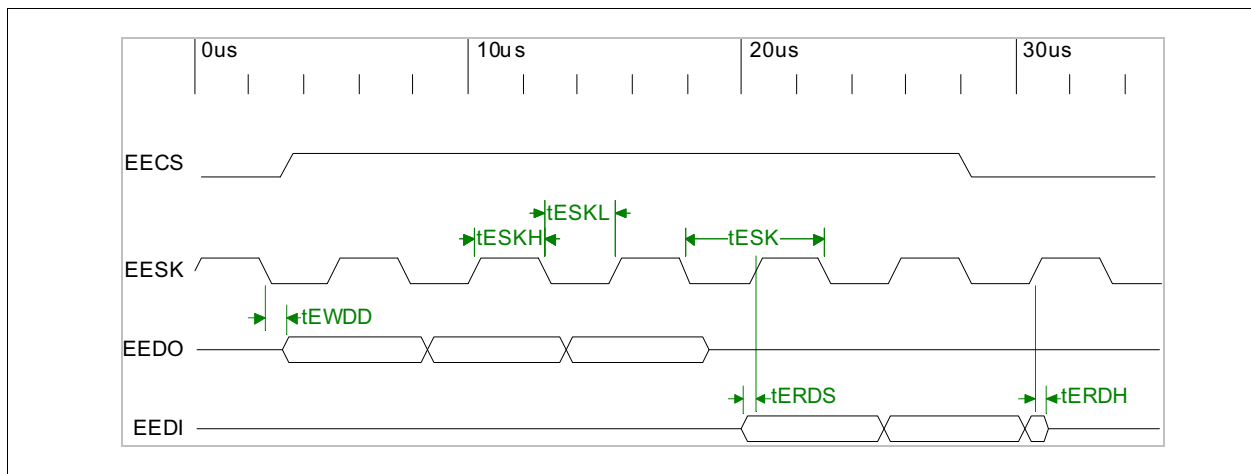 0us 10us 20us 30us
EECS
tESKL
tESKH tESK
EESK
tEWDD
EEDO
tERDS tERDH
EEDI